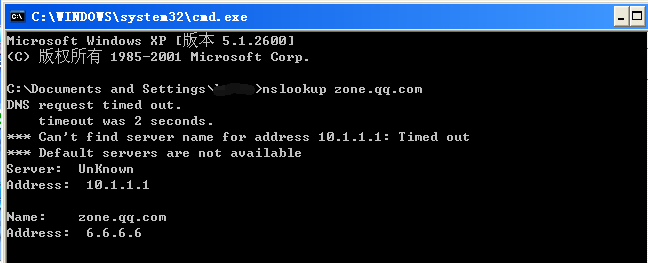 C:\WINDOWS\system32\cmd.exe
Microsoft Windows XP [版本 5.1.2600]
(C) 版权所有 1985-2001 Microsoft Corp.
C:\Documents and Settings\ >nslookup zone.qq.com
DNS request timed out.
timeout was 2 seconds.
*** Can't find server name for address 10.1.1.1: Timed out
*** Default servers are not available
Server: UnKnown
Address: 10.1.1.1
Name: zone.qq.com
Address: 6.6.6.6